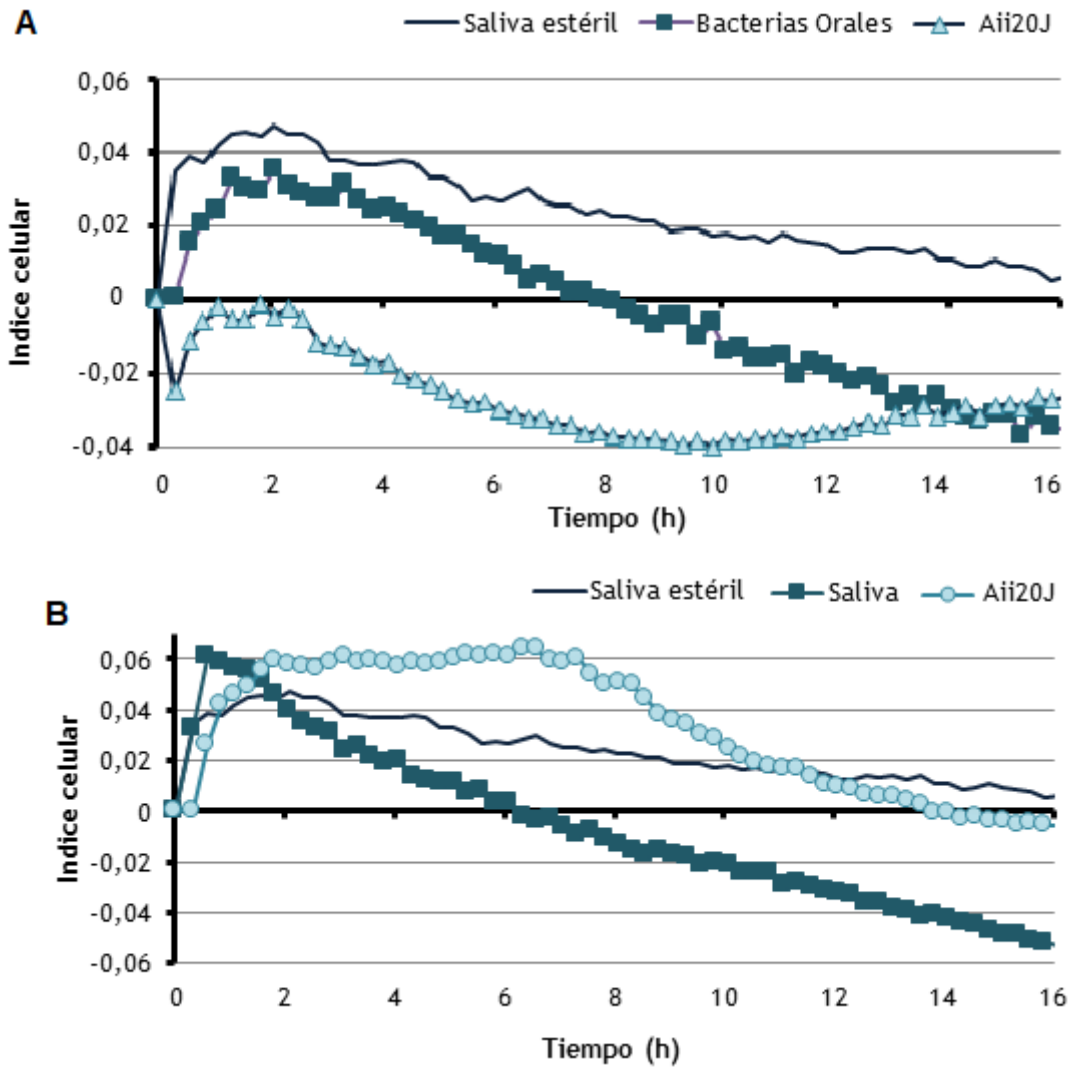 A
Saliva estéril Bacterias Orales Aii20J
0,06
0,04
0,02
0
-0,02
-0,04
Indice celular
0 2 4 6 8 10 12 14 16
Tiempo (h)
B
Saliva estéril Saliva Aii20J
0,06
0,04
0,02
0
-0,02
-0,04
-0,06
Indice celular
0 2 4 6 8 10 12 14 16
Tiempo (h)